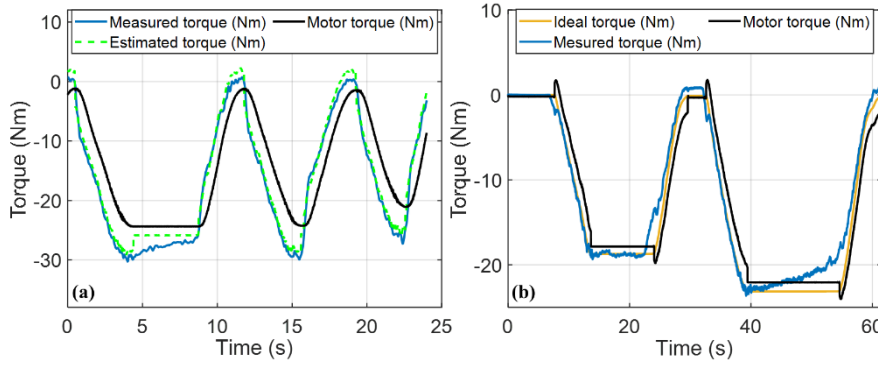 Measured torque (Nm)
Motor torque (Nm)
Estimated torque (Nm)
10
0
-10
-20
-30
Torque (Nm)
(a)
0
5
10
15
20
25
Time (s)
Ideal torque (Nm)
Motor torque (Nm)
Mesured torque (Nm)
10
0
-10
-20
Torque (Nm)
(b)
0
20
40
60
Time (s)